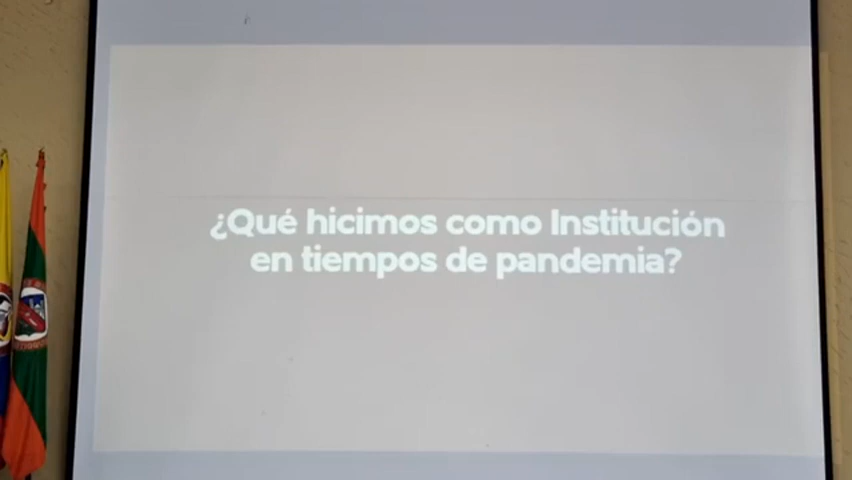 ¿Qué hicimos como Institución
en tiempos de pandemia?